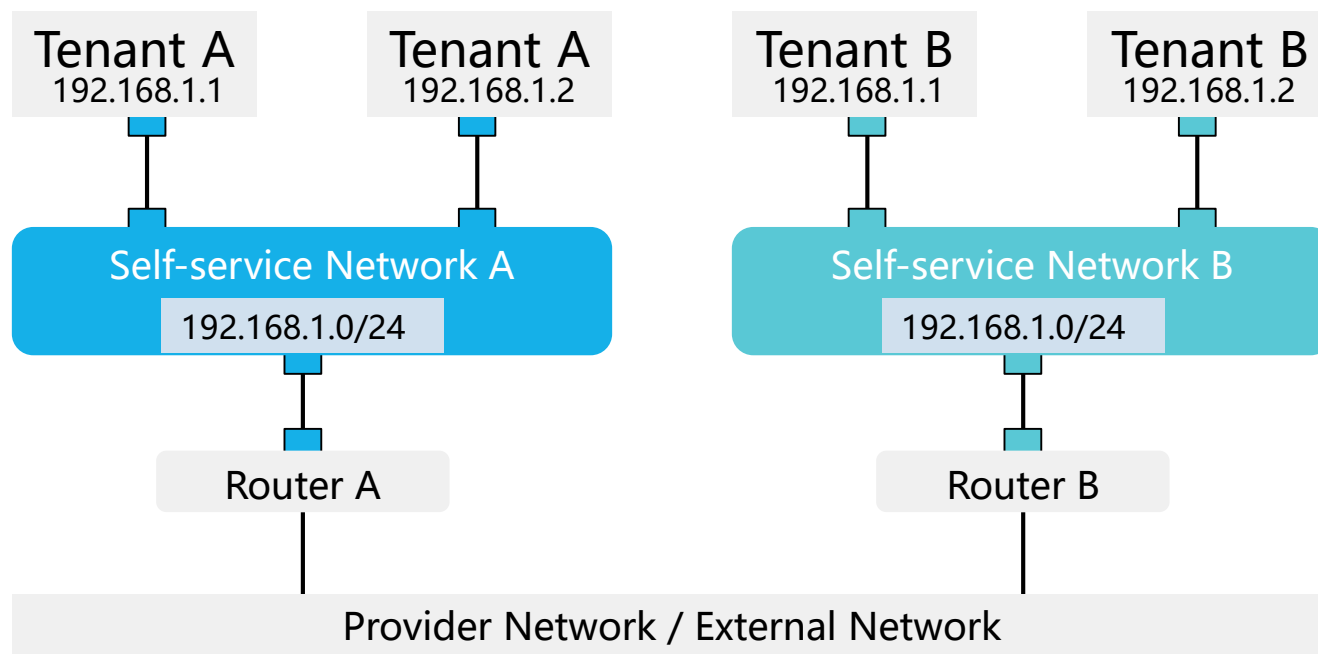 Tenant A
192.168.1.1
Tenant A
192.168.1.2
Tenant B
192.168.1.1
Tenant B
192.168.1.2
Self-service Network A
192.168.1.0/24
Self-service Network B
192.168.1.0/24
Router A
Router B
Provider Network / External Network